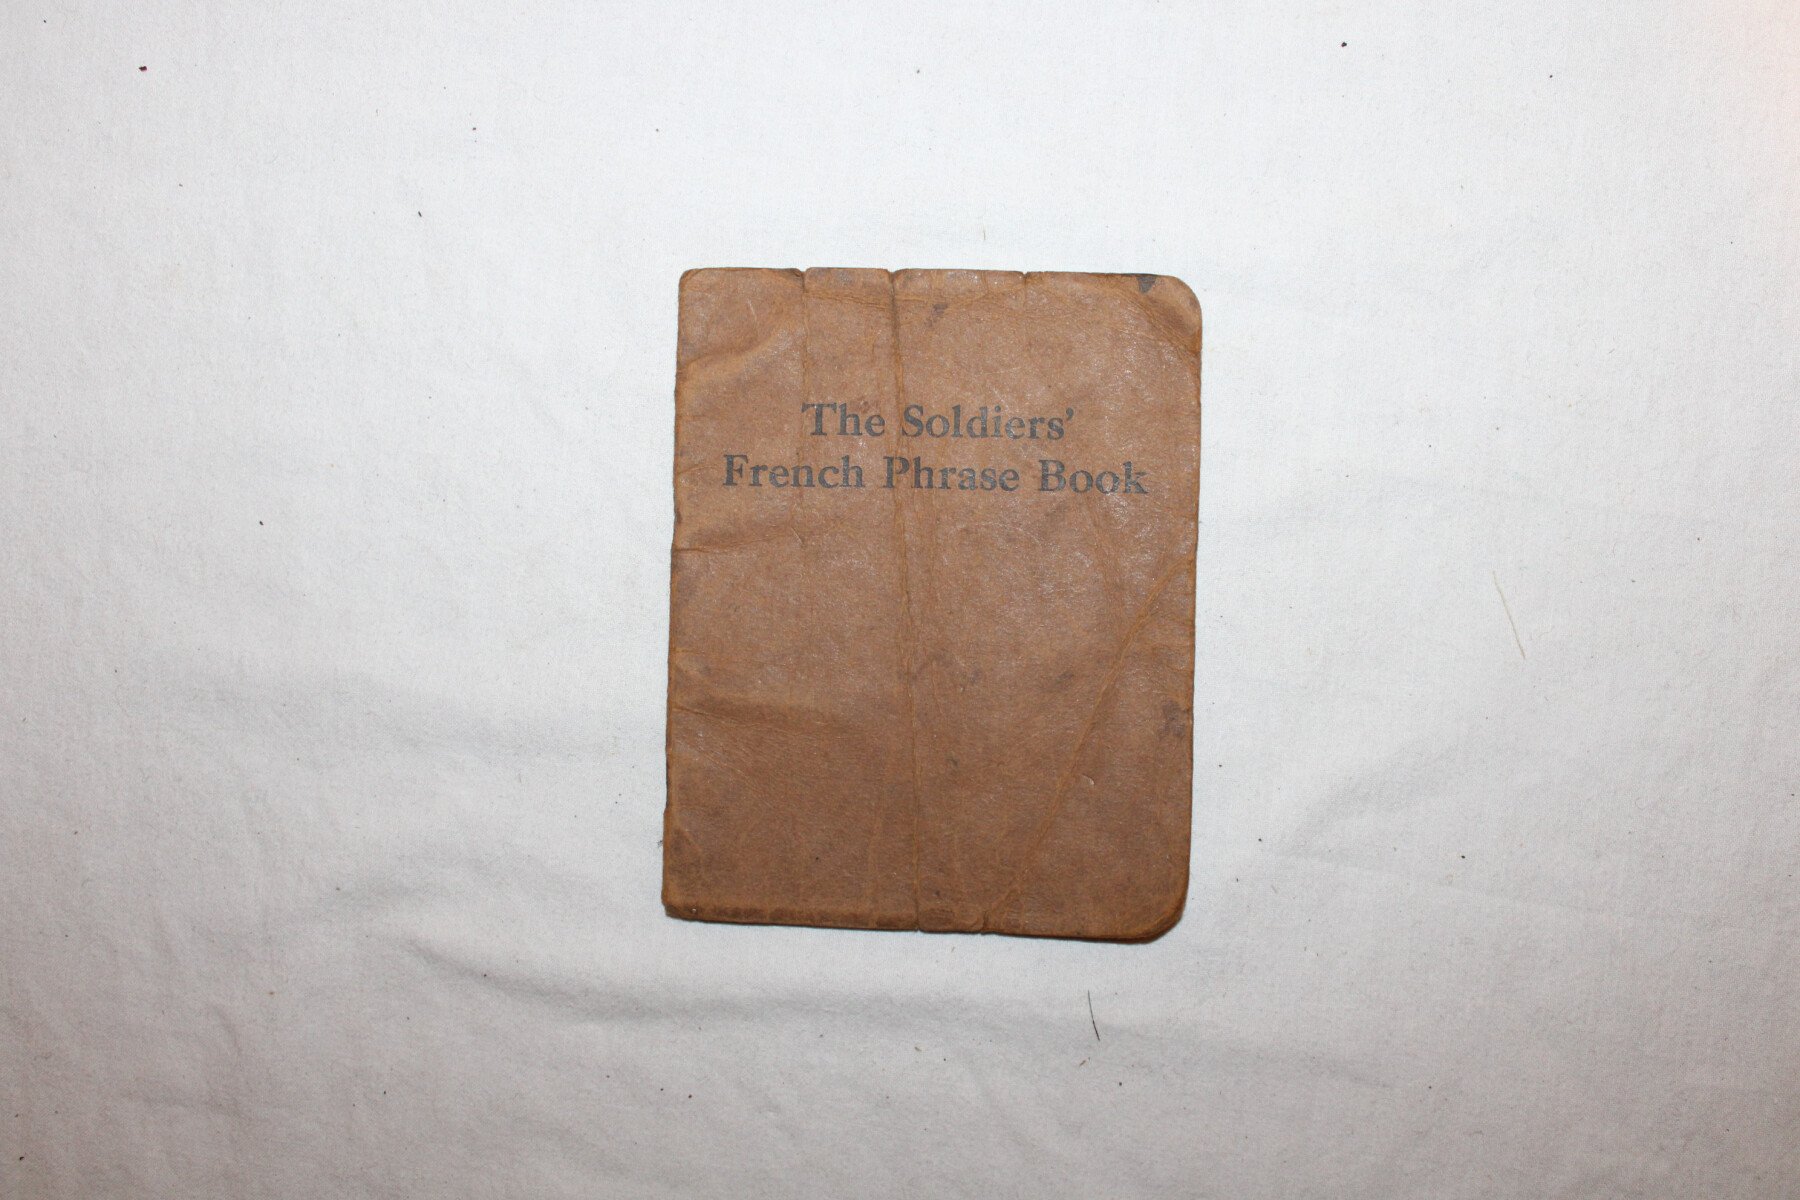 The Soldiers'
French Phrase Book